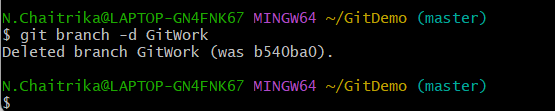 N.Chaitrika@LAPTOP-GN4FNK67 MINGW64 ~/GitDemo (master)
$ git branch -d GitWork
Deleted branch GitWork (was b540ba0).
N.Chaitrika@LAPTOP-GN4FNK67 MINGW64 ~/GitDemo (master)
$